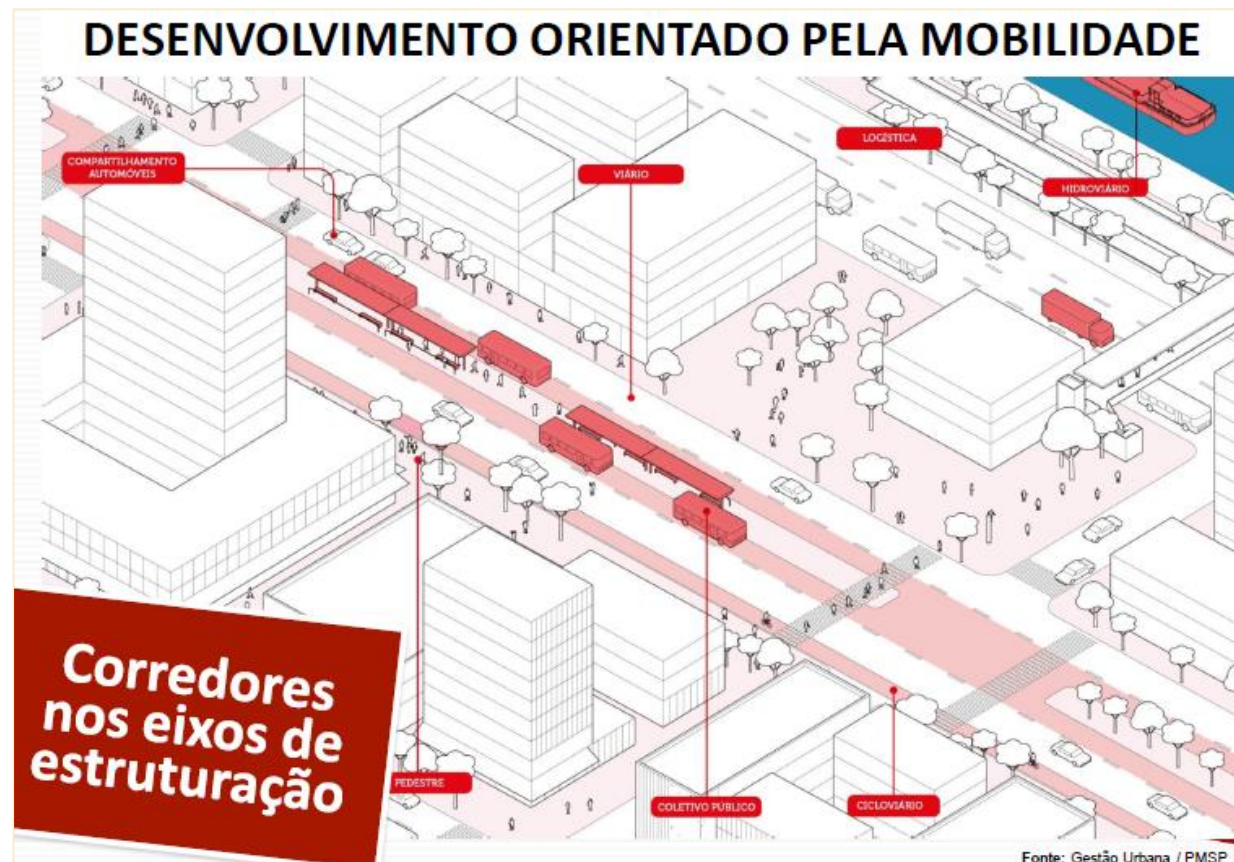 DESENVOLVIMENTO ORIENTADO PELA MOBILIDADE
COMPARTILHAMENTO
AUTOMÓVEIS
VIÁRIO
LOGÍSTICA
HIDROVIÁRIO
Corredores
nos eixos de
estruturação
PEDESTRE
COLETIVO PÚBLICO
CICLOVIÁRIO
Fonte: Gestão Urbana / PMSP